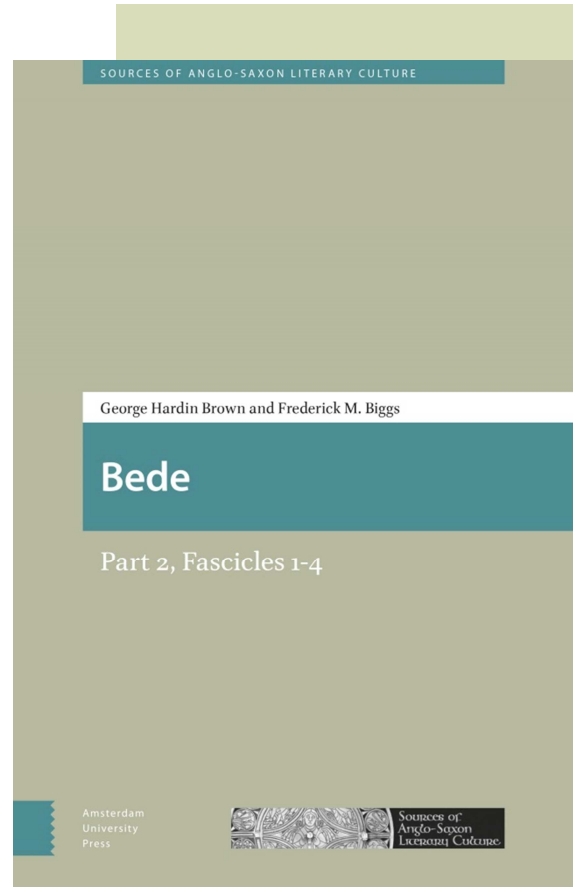 SOURCES OF ANGLO-SAXON LITERARY CULTURE
George Hardin Brown and Frederick M. Biggs
Bede
Part 2, Fascicles 1-4
Amsterdam
University
Press
Sources of
Anglo-Saxon
Literary Culture